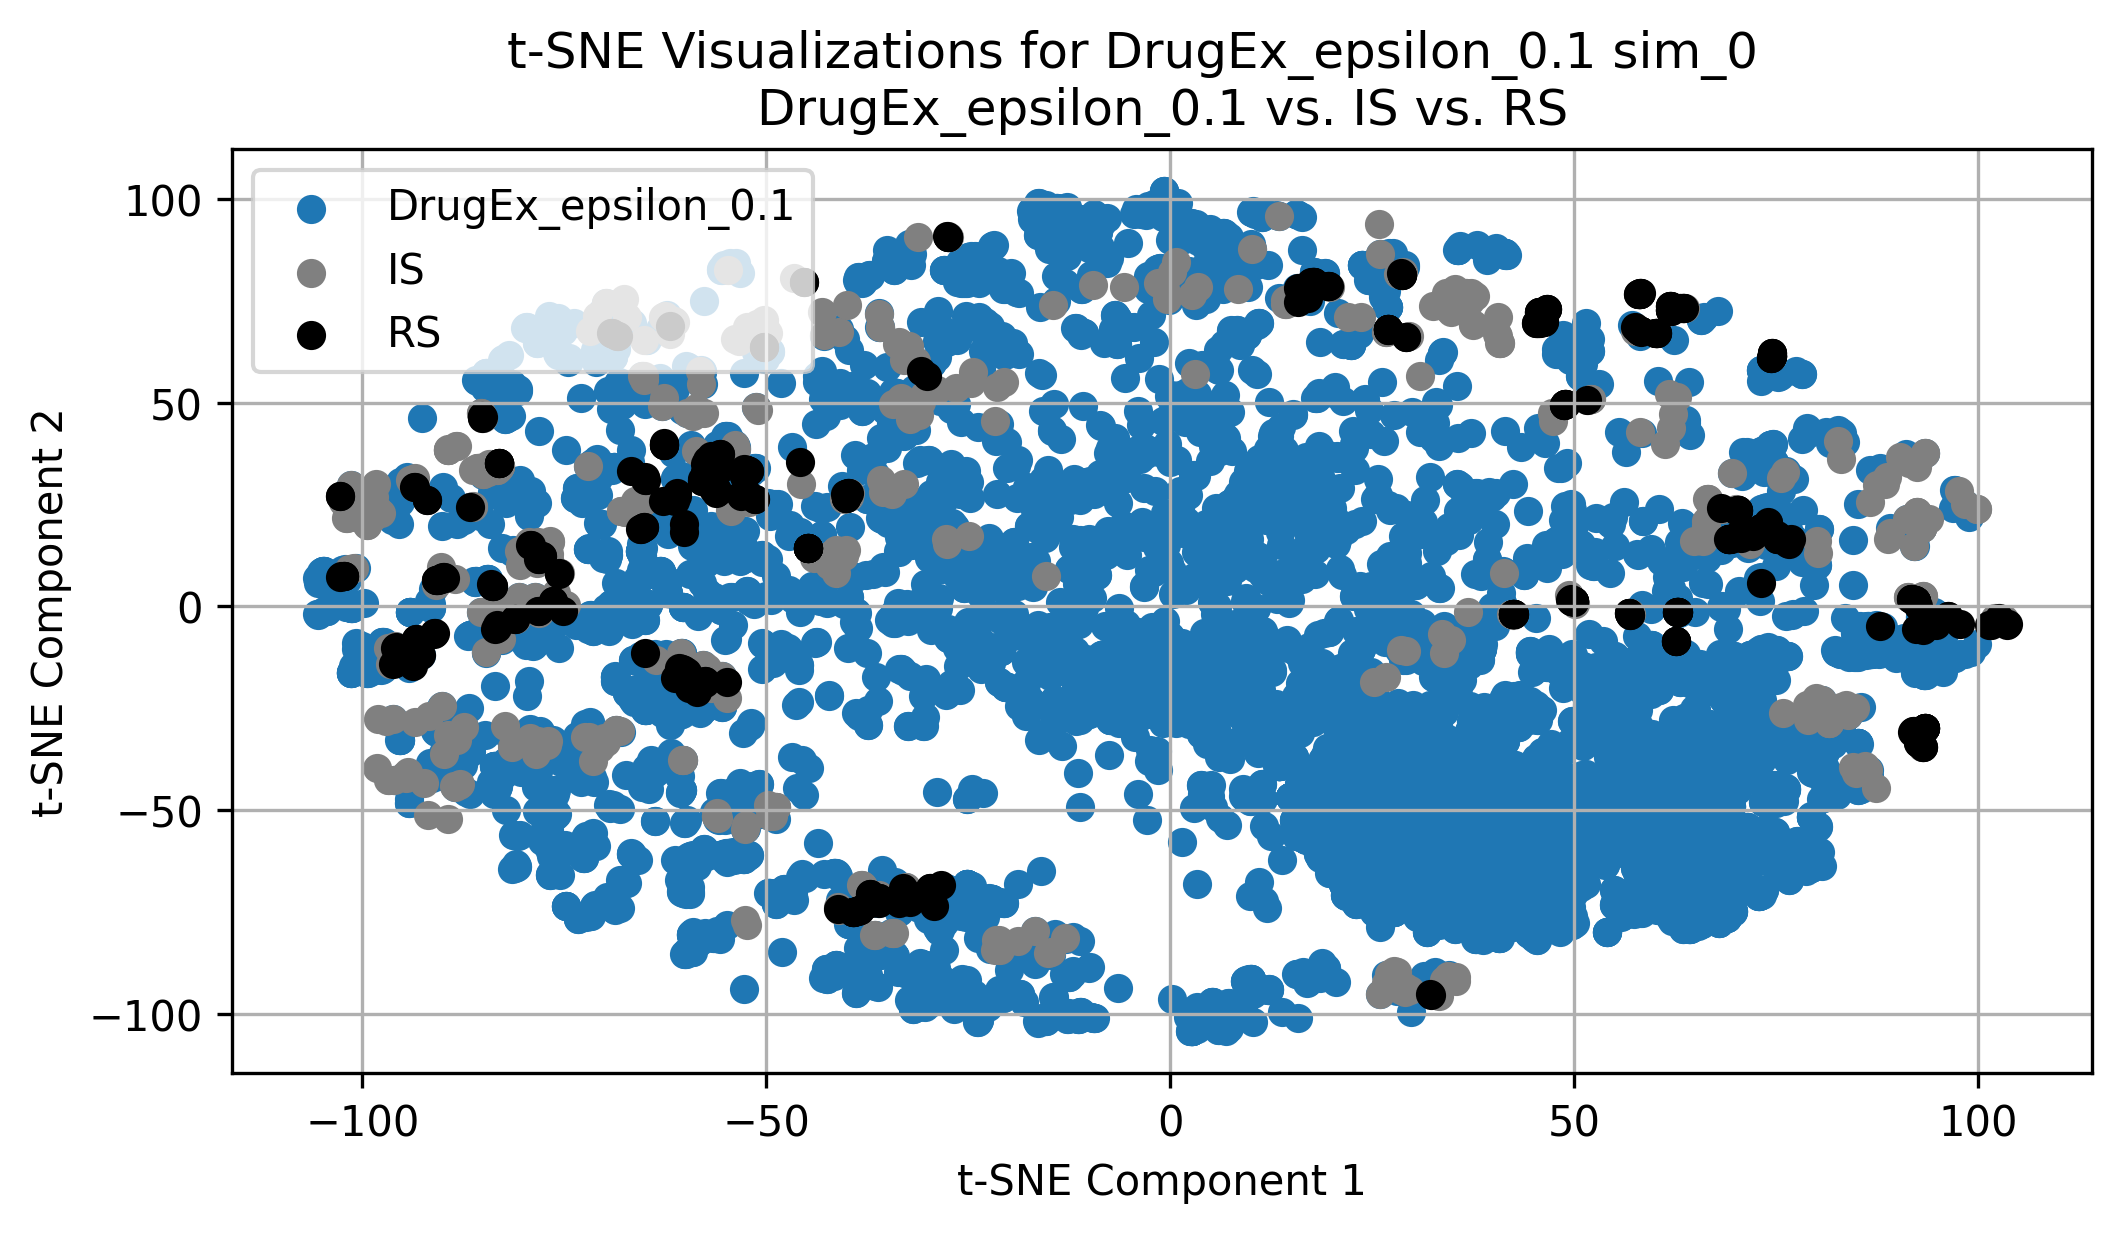 t-SNE Visualizations for DrugEx_epsilon_0.1 sim_0
DrugEx_epsilon_0.1 vs. IS vs. RS
DrugEx_epsilon_0.1
IS
RS
t-SNE Component 2
100
50
0
−50
−100
−100
−50
0
50
100
t-SNE Component 1